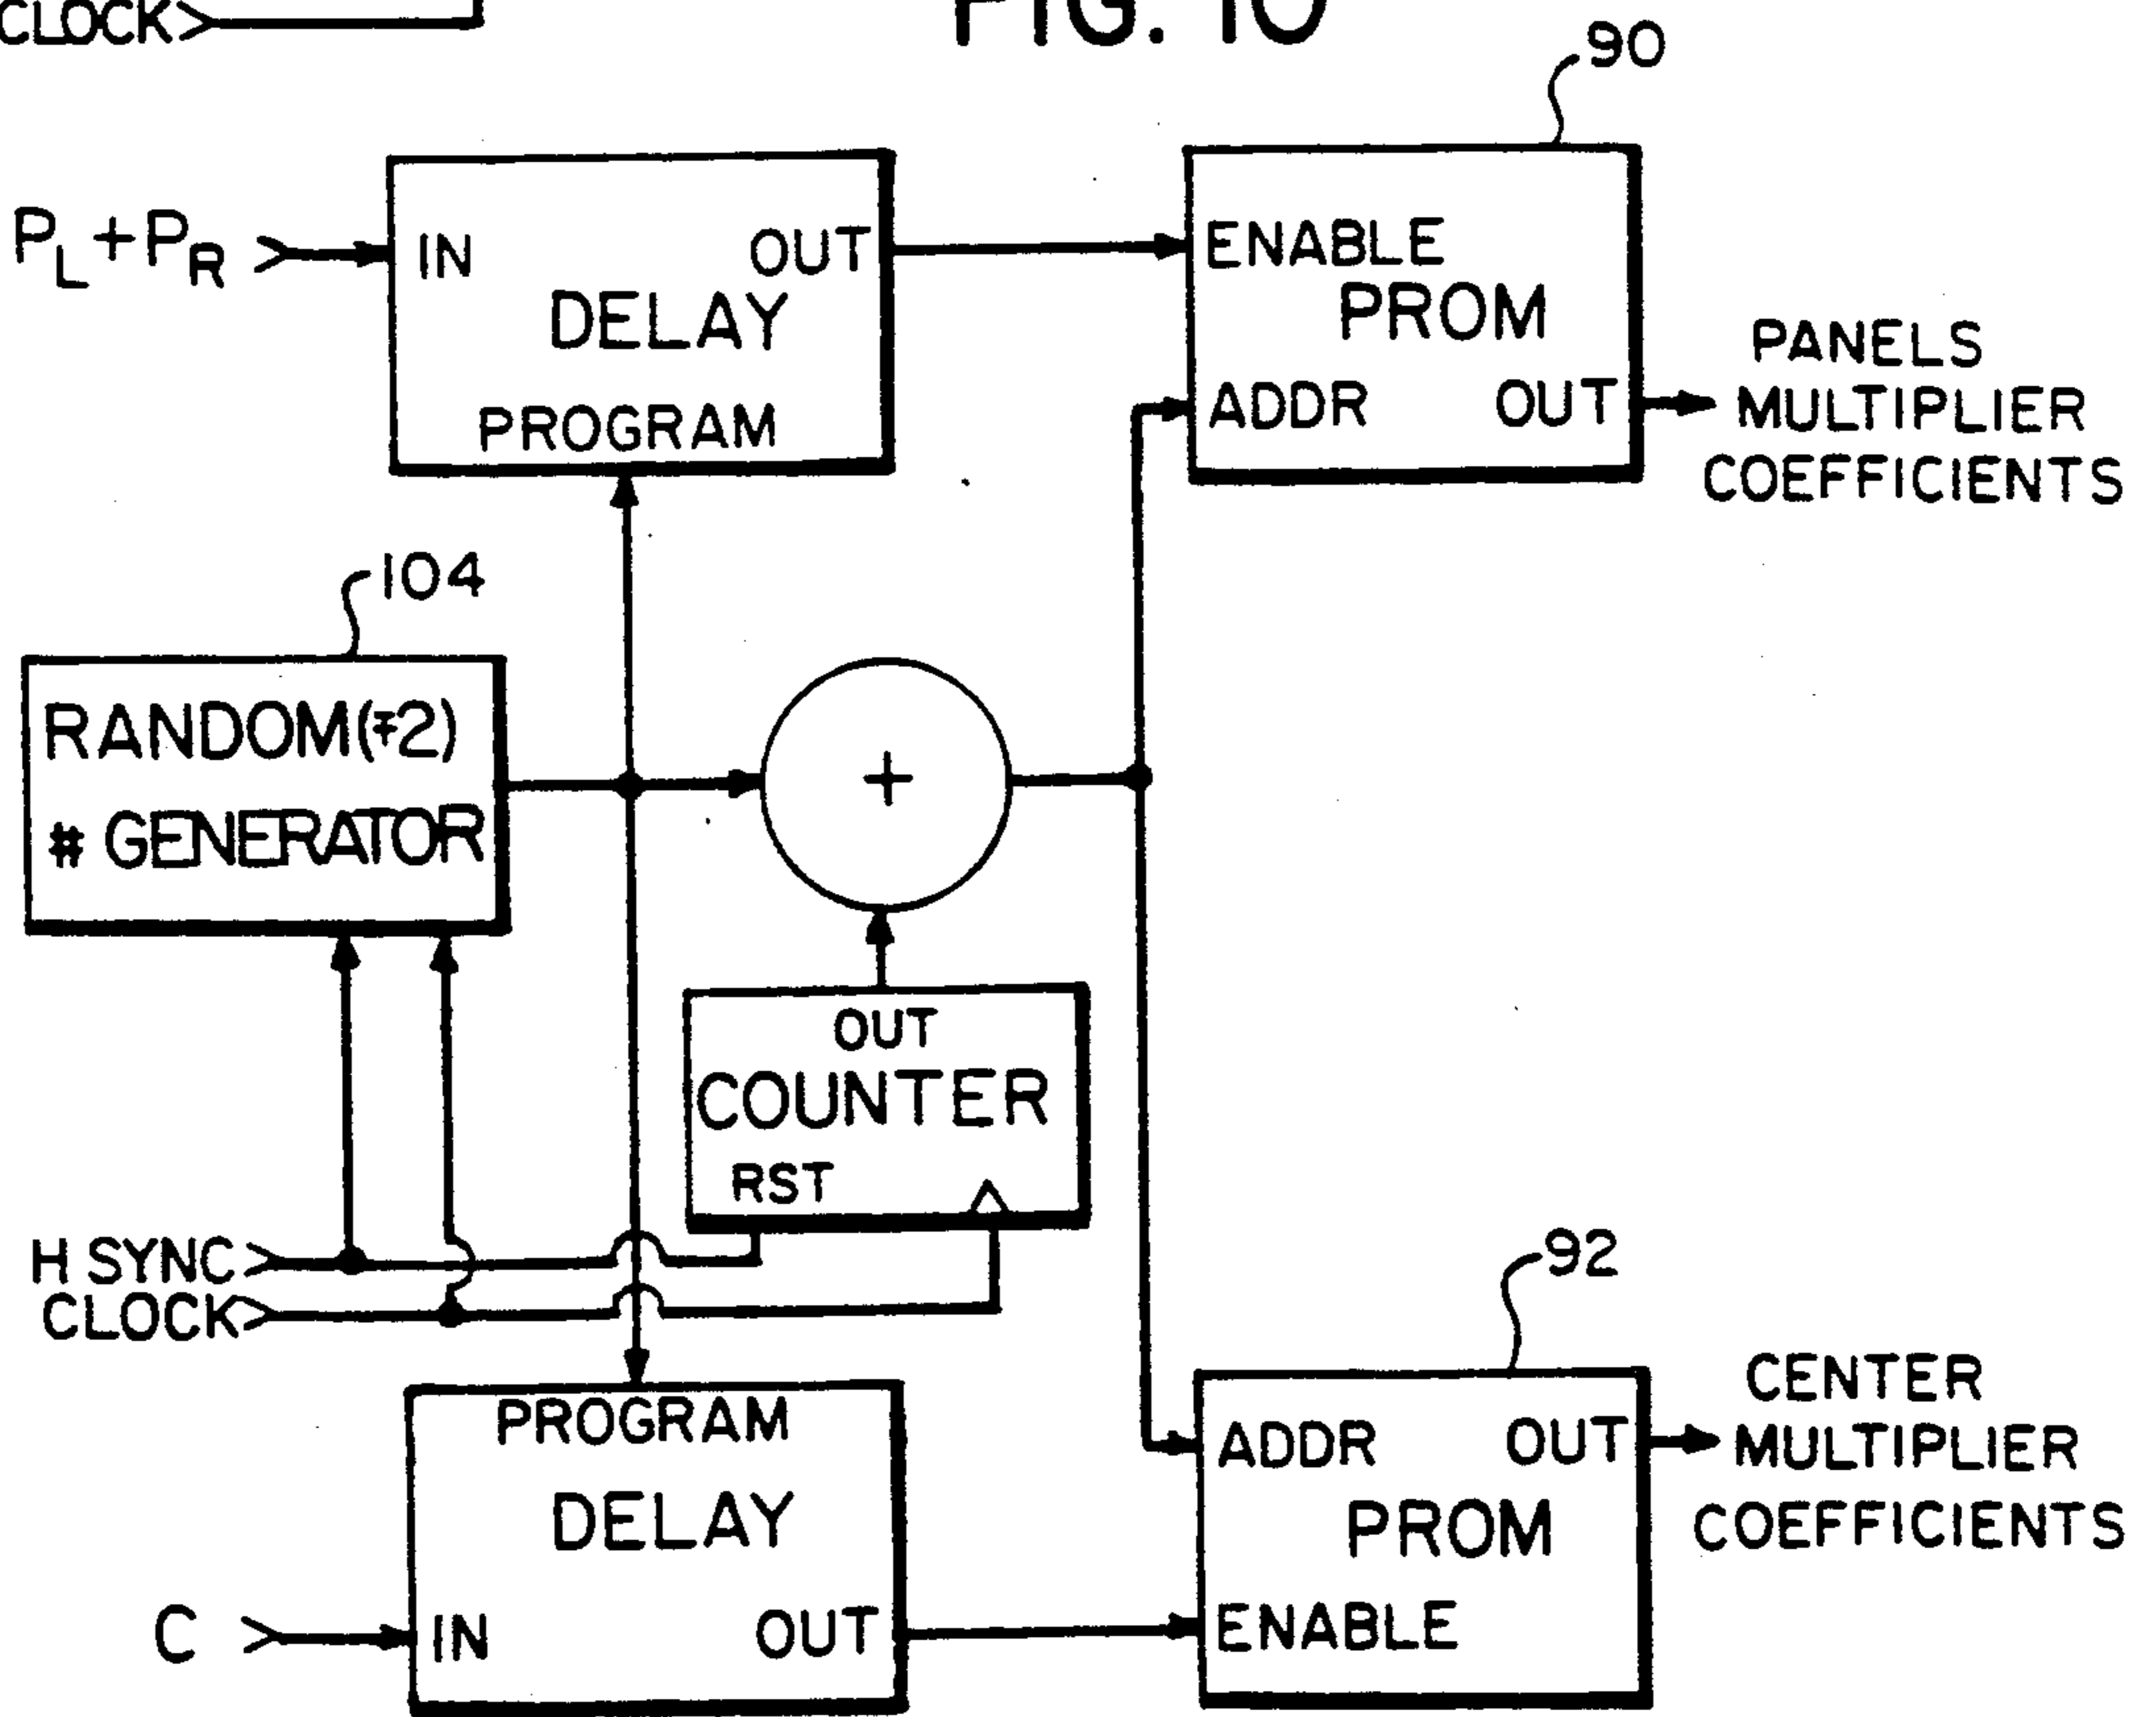 CLOCK
FIG. 10
90
PL+PR
IN
OUT
DELAY
PROGRAM
ENABLE
PROM
ADDR
OUT
PANELS
MULTIPLIER
COEFFICIENTS
104
RANDOM(∓2)
# GENERATOR
+
OUT
COUNTER
RST
H SYNC
CLOCK
92
PROGRAM
DELAY
IN
OUT
C
ADDR
OUT
PROM
ENABLE
CENTER
MULTIPLIER
COEFFICIENTS